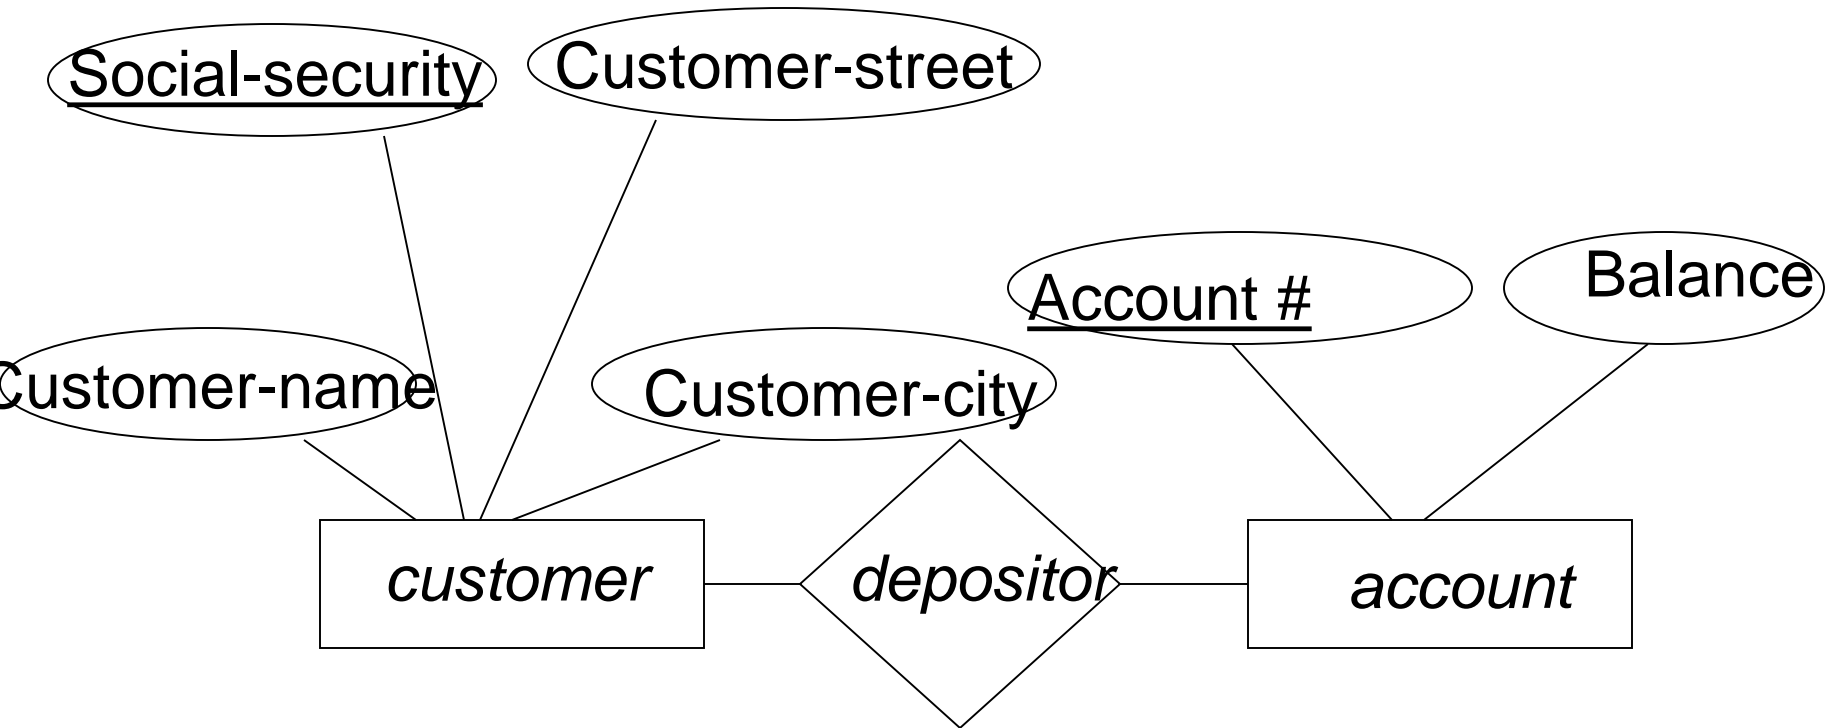 Social-security
Customer-street
Account #
Balance
Customer-name
Customer-city
customer
depositor
account